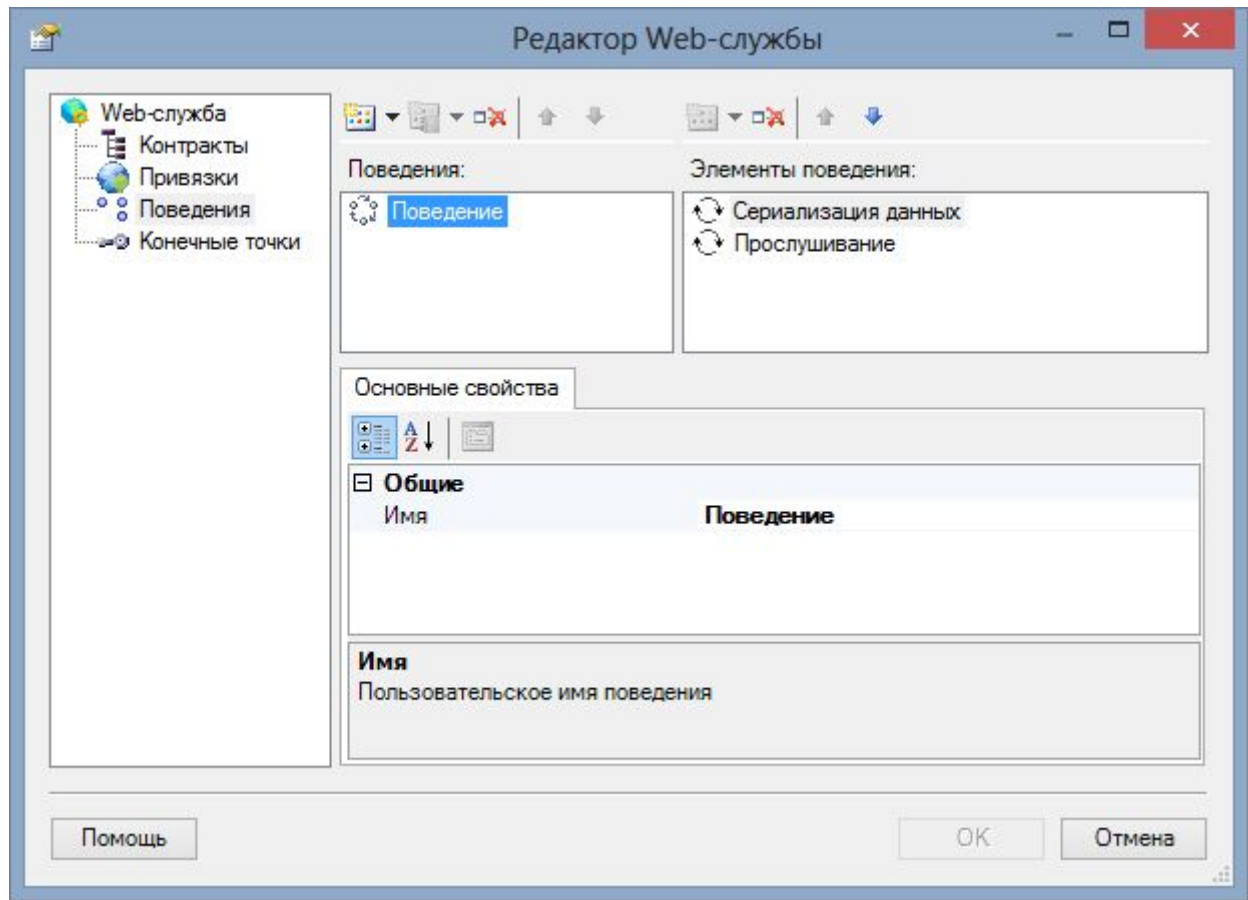 Редактор Web-службы
Web-служба
Контракты
Привязки
Поведения
Конечные точки
Поведения:
Поведение
Элементы поведения:
Сериализация данных
Прослушивание
Основные свойства
Общие
Имя Поведение
Имя
Пользовательское имя поведения
Помощь
OK
Отмена